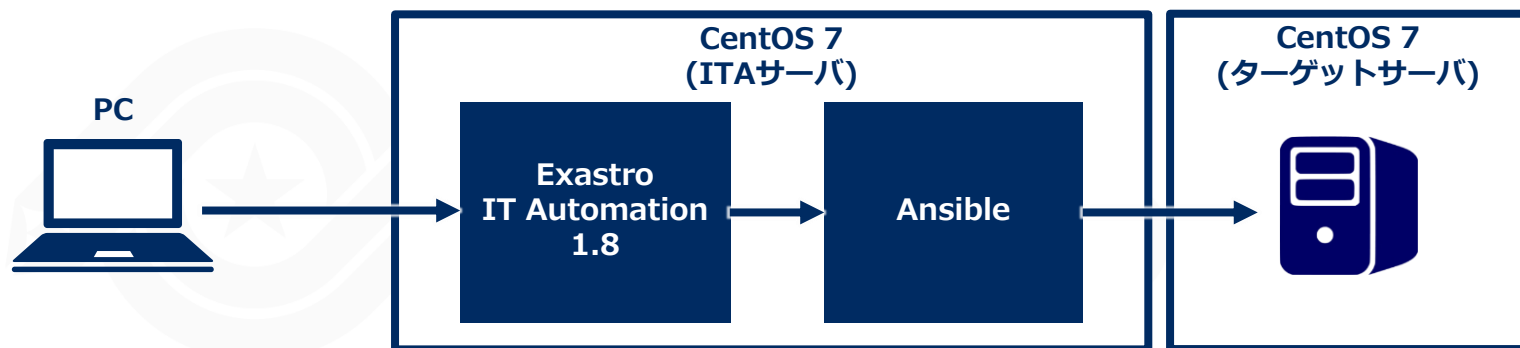 PC
CentOS 7
(ITAサーバ)
Exastro
IT Automation
1.8
Ansible
CentOS 7
(ターゲットサーバ)